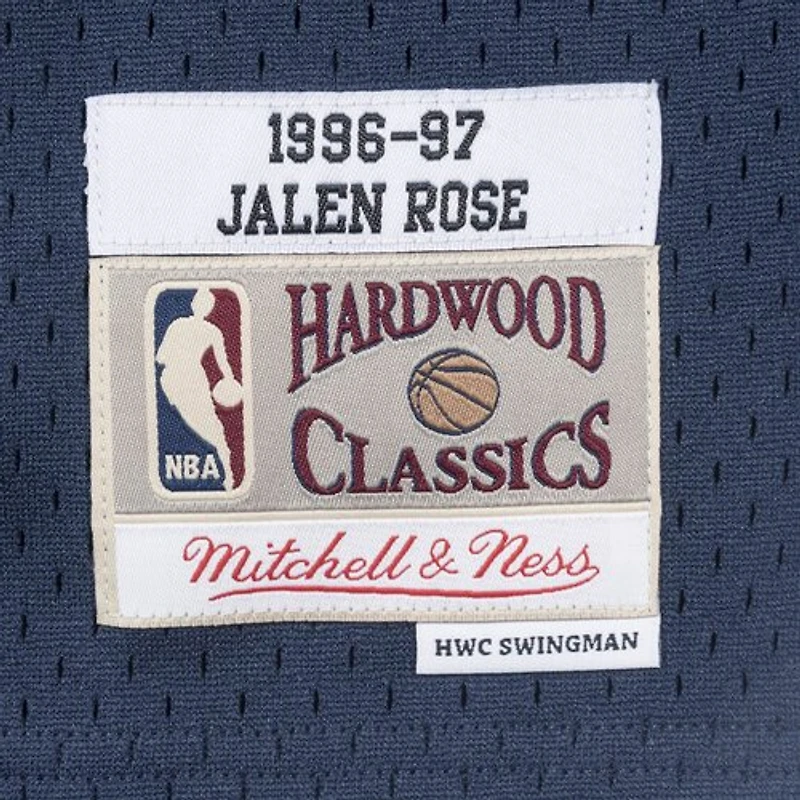 1996-97
JALEN ROSE
HARDWOOD
CLASSICS
NBA
Mitchell & Ness
HWC SWINGMAN